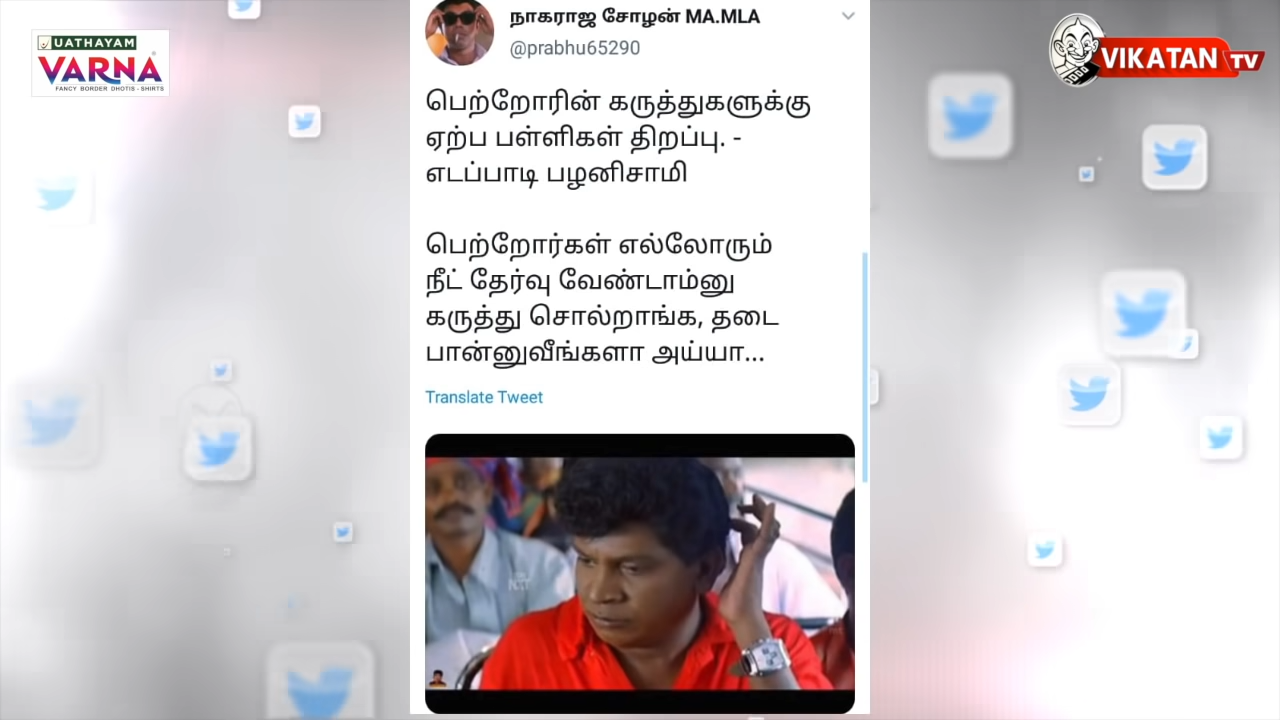 UATHAYAM
VARNA
FANCY BORDER DHOTIS - SHIRTS
VIKATAN TV
நாகராஜ சோழன் MA.MLA
@prabhu65290
பெற்றோரின் கருத்துகளுக்கு
ஏற்ப பள்ளிகள் திறப்பு. -
எடப்பாடி பழனிசாமி
பெற்றோர்கள் எல்லோரும்
நீட் தேர்வு வேண்டாம்னு
கருத்து சொல்றாங்க, தடை
பான்னுவீங்களா அய்யா...
Translate Tweet